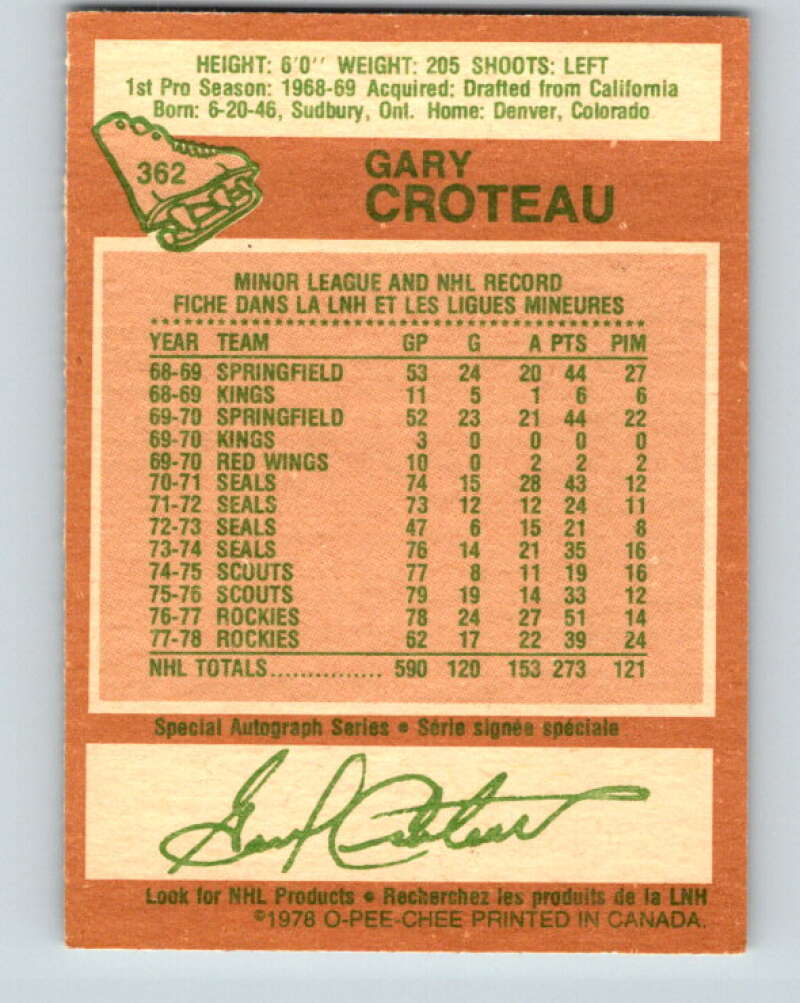 HEIGHT: 6'0'' WEIGHT: 205 SHOOTS: LEFT
1st Pro Season: 1968-69 Acquired: Drafted from California
Born: 6-20-46, Sudbury, Ont. Home: Denver, Colorado
362
GARY
CROTEAU
MINOR LEAGUE AND NHL RECORD
FICHE DANS LA LNH ET LES LIGUES MINEURES
YEAR TEAM GP G A PTS PIM
68-69 SPRINGFIELD 53 24 20 44 27
68-69 KINGS 11 5 1 6 6
69-70 SPRINGFIELD 52 23 21 44 22
69-70 KINGS 3 0 0 0 0
69-70 RED WINGS 10 0 2 2 2
70-71 SEALS 74 15 28 43 12
71-72 SEALS 73 12 12 24 11
72-73 SEALS 47 6 15 21 8
73-74 SEALS 76 14 21 35 16
74-75 SCOUTS 77 8 11 19 16
75-76 SCOUTS 79 19 14 33 12
76-77 ROCKIES 78 24 27 51 14
77-78 ROCKIES 62 17 22 39 24
NHL TOTALS................ 590 120 153 273 121
Special Autograph Series • Série signée spéciale
Gary Croteau
Look for NHL Products • Recherchez les produits de la LNH
©1978 O-PEE-CHEE PRINTED IN CANADA.